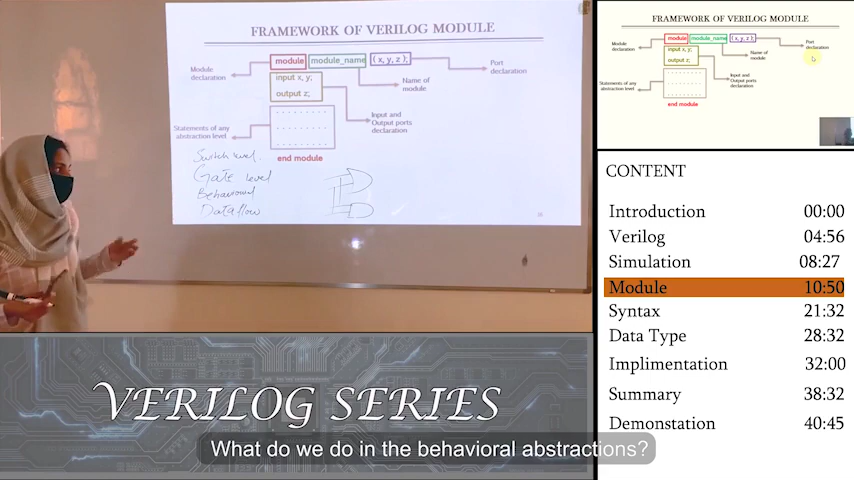 FRAMEWORK OF VERILOG MODULE
module module_name ( x, y, z );
Module
declaration
Port
declaration
input x, y;
output z;
Name of
module
Input and
Output ports
declaration
Statements of any
abstraction level
end module
Switch level.
Gate level
Behavioural
Dataflow
FRAMEWORK OF VERILOG MODULE
module module_name ( x, y, z );
Module
declaration
Port
declaration
input x, y;
output z;
Name of
module
Input and
Output ports
declaration
Statements of any
abstraction level
end module
CONTENT
Introduction 00:00
Verilog 04:56
Simulation 08:27
Module 10:50
Syntax 21:32
Data Type 28:32
Implimentation 32:00
Summary 38:32
Demonstation 40:45
VERILOG SERIES
What do we do in the behavioral abstractions?